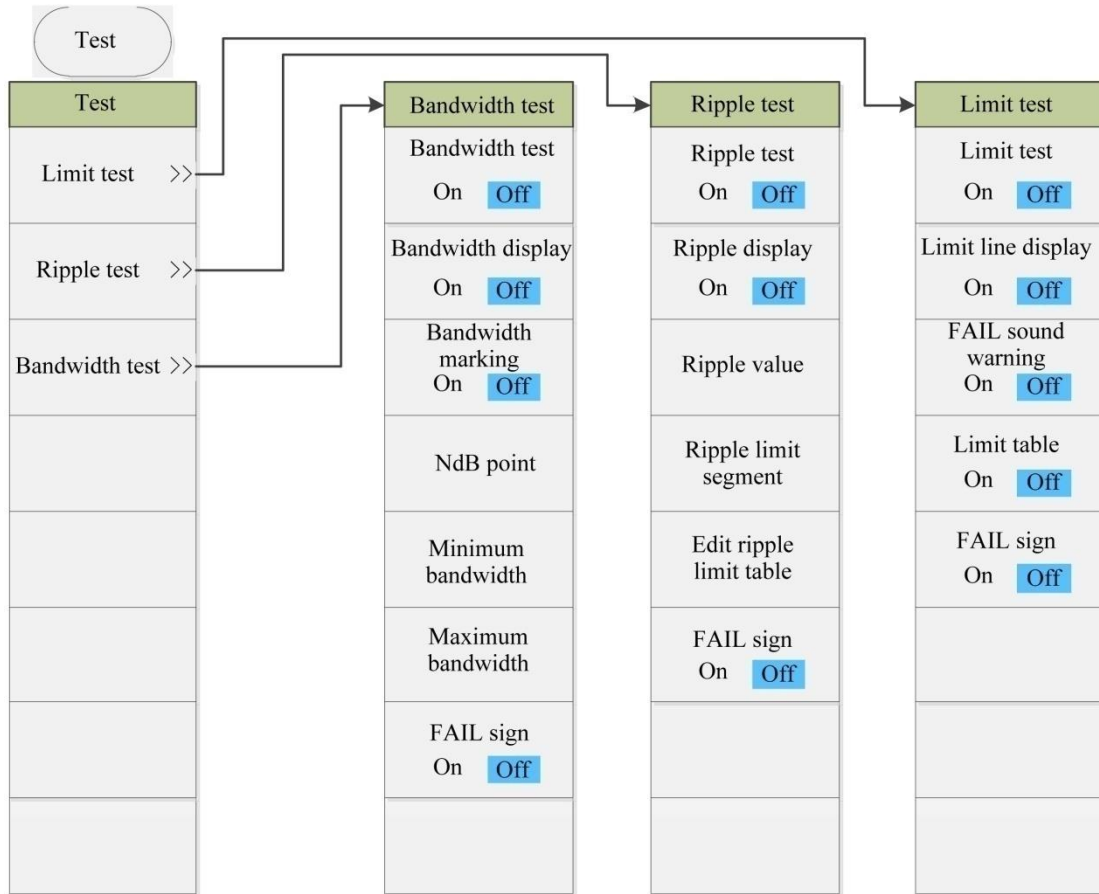 Test
Test
Limit test >>
Ripple test >>
Bandwidth test >>
Bandwidth test
Bandwidth test
On Off
Bandwidth display
On Off
Bandwidth
marking
On Off
NdB point
Minimum
bandwidth
Maximum
bandwidth
FAIL sign
On Off
Ripple test
Ripple test
On Off
Ripple display
On Off
Ripple value
Ripple limit
segment
Edit ripple
limit table
FAIL sign
On Off
Limit test
Limit test
On Off
Limit line display
On Off
FAIL sound
warning
On Off
Limit table
On Off
FAIL sign
On Off